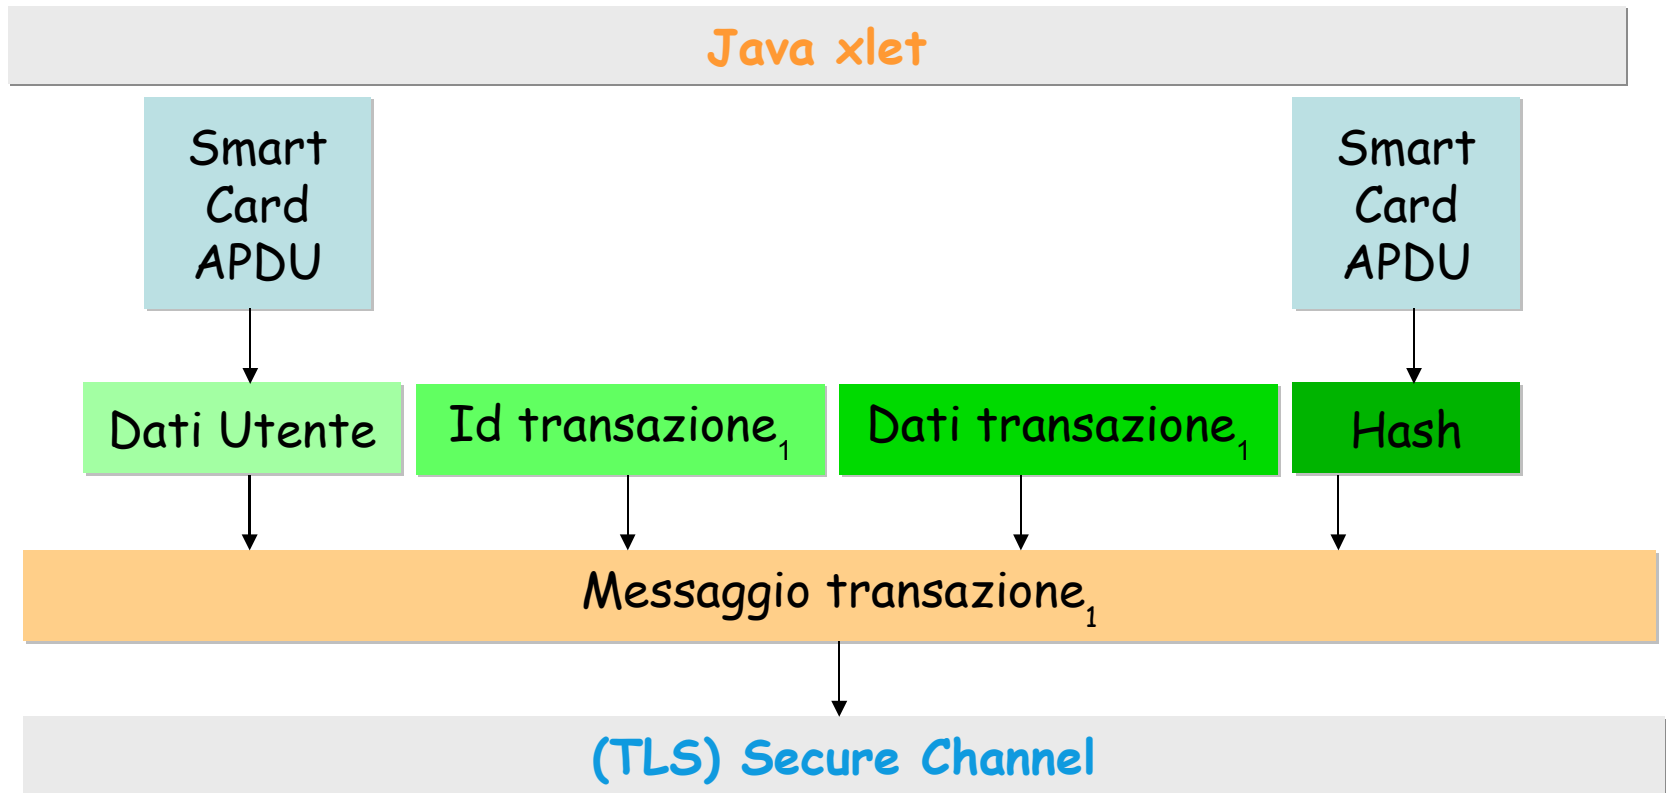 Java xlet
Smart
Card
APDU
Smart
Card
APDU
Dati Utente
Id transazione1
Dati transazione1
Hash
Messaggio transazione1
(TLS) Secure Channel